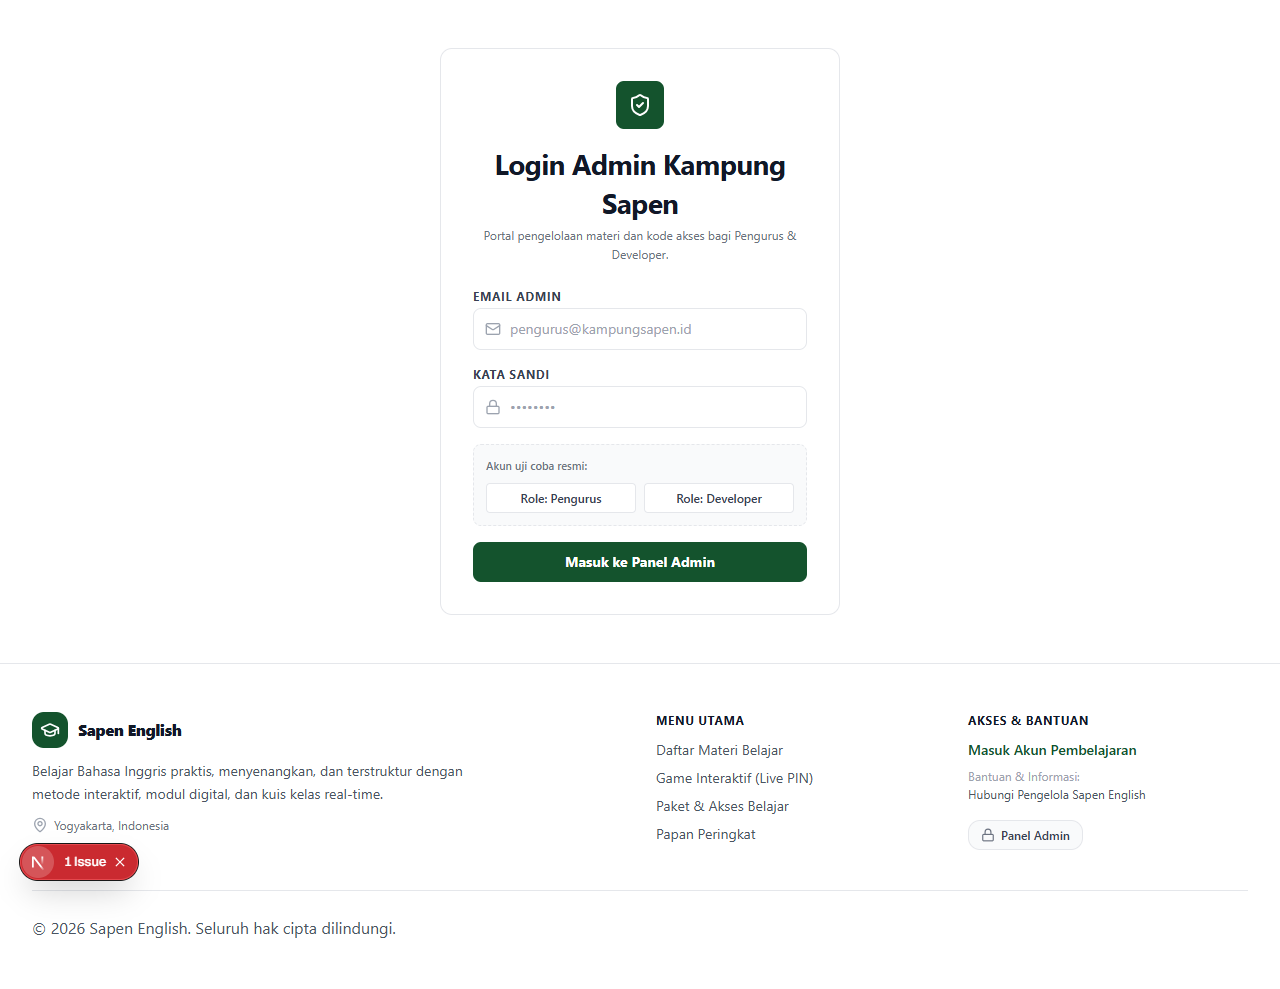 Login Admin Kampung
Sapen
Portal pengelolaan materi dan kode akses bagi Pengurus &
Developer.
EMAIL ADMIN
pengurus@kampungsapen.id
KATA SANDI
••••••••
Akun uji coba resmi:
Role: Pengurus
Role: Developer
Masuk ke Panel Admin
Sapen English
Belajar Bahasa Inggris praktis, menyenangkan, dan terstruktur dengan
metode interaktif, modul digital, dan kuis kelas real-time.
Yogyakarta, Indonesia
N
1 Issue
MENU UTAMA
Daftar Materi Belajar
Game Interaktif (Live PIN)
Paket & Akses Belajar
Papan Peringkat
AKSES & BANTUAN
Masuk Akun Pembelajaran
Bantuan & Informasi:
Hubungi Pengelola Sapen English
Panel Admin
© 2026 Sapen English. Seluruh hak cipta dilindungi.